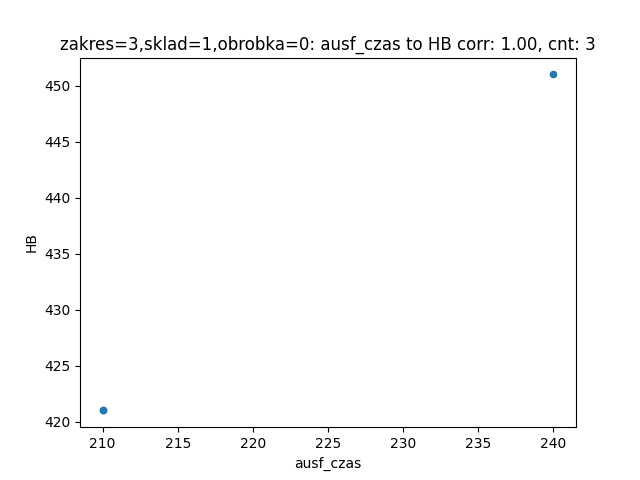 zakres=3,sklad=1,obrobka=0: ausf_czas to HB corr: 1.00, cnt: 3
450
445
440
435
430
425
420
HB
210 215 220 225 230 235 240
ausf_czas